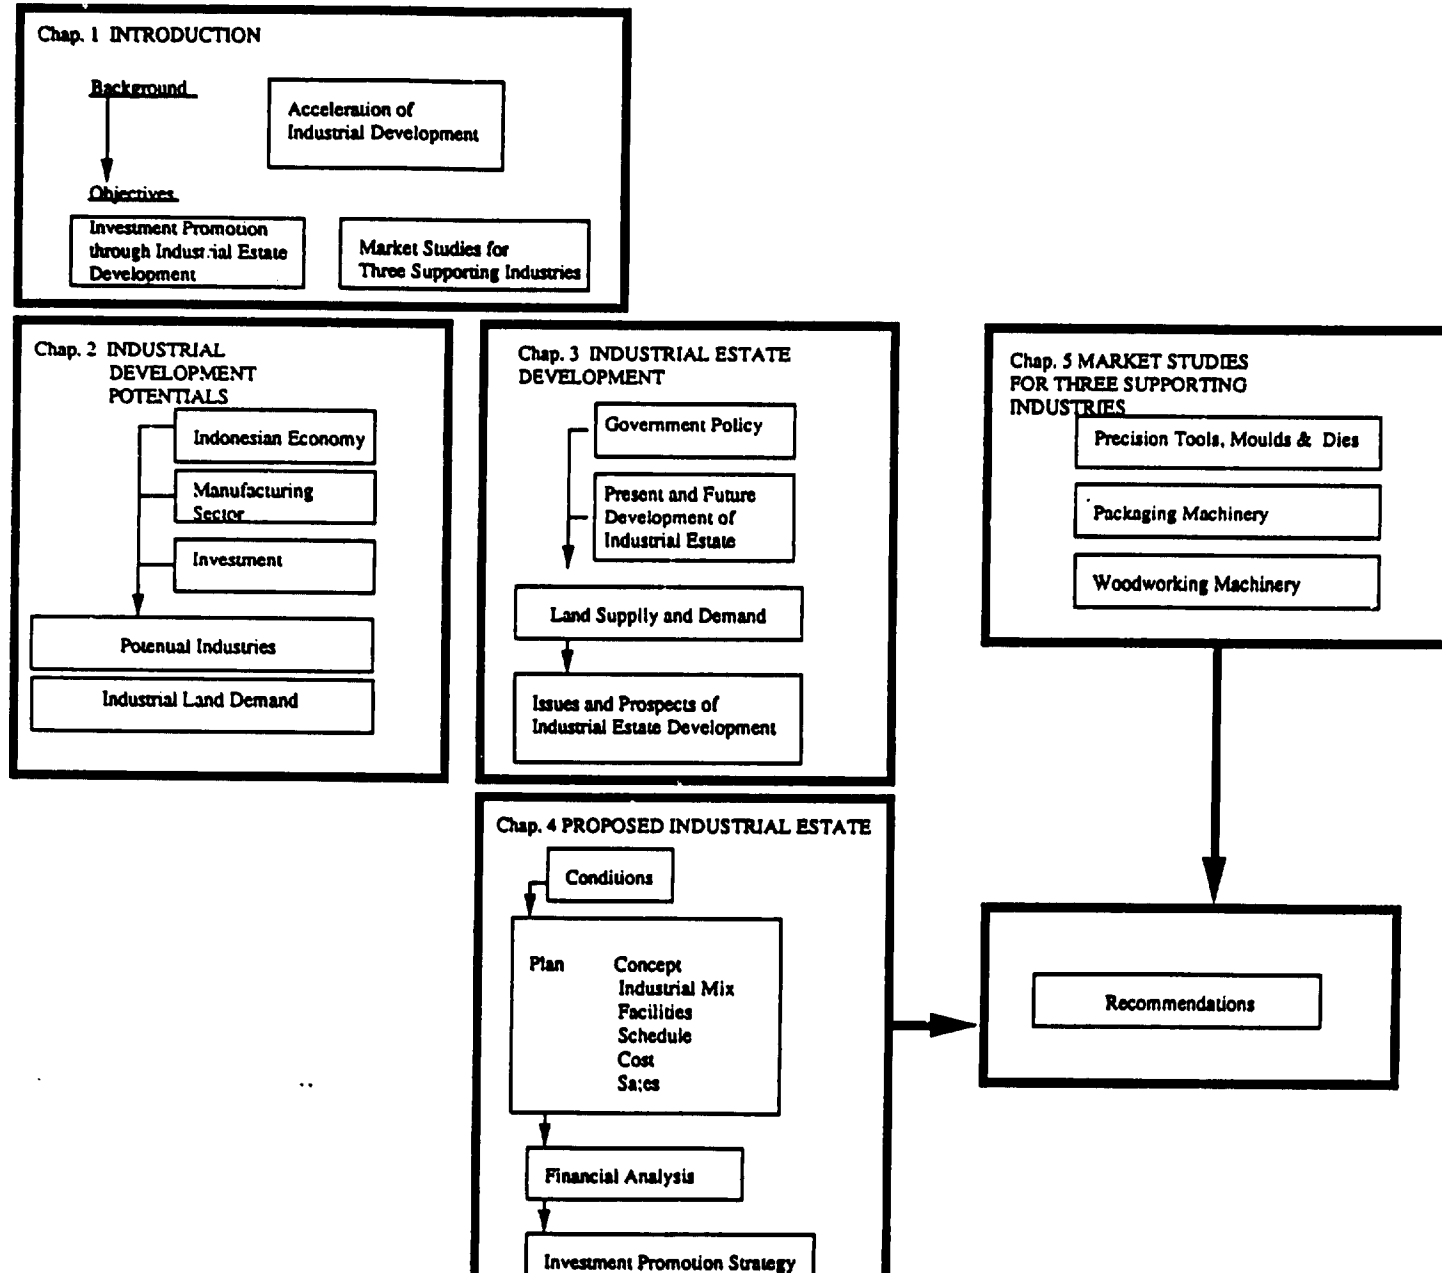 Chap. 1 INTRODUCTION
Background
Acceleration of
Industrial Development
Objectives
Investment Promotion
through Industrial Estate
Development
Market Studies for
Three Supporting Industries
Chap. 2 INDUSTRIAL
DEVELOPMENT
POTENTIALS
Indonesian Economy
Manufacturing
Sector
Investment
Potential Industries
Industrial Land Demand
Chap. 3 INDUSTRIAL ESTATE
DEVELOPMENT
Government Policy
Present and Future
Development of
Industrial Estate
Land Supplly and Demand
Issues and Prospects of
Industrial Estate Development
Chap. 4 PROPOSED INDUSTRIAL ESTATE
Conditions
Plan Concept
Industrial Mix
Facilities
Schedule
Cost
Sales
Financial Analysis
Investment Promotion Strategy
Chap. 5 MARKET STUDIES
FOR THREE SUPPORTING
INDUSTRIES
Precision Tools, Moulds & Dies
Packaging Machinery
Woodworking Machinery
Recommendations